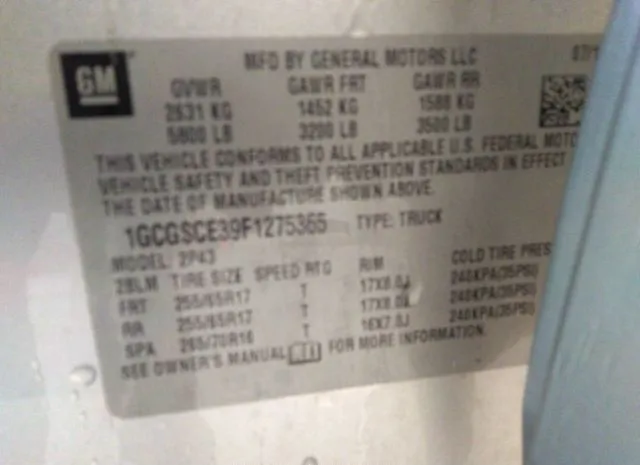 GM
MFD BY GENERAL MOTORS LLC 07/1
GVWR GAWR FRT GAWR RR
2631 KG 1452 KG 1588 KG
5800 LB 3200 LB 3500 LB
THIS VEHICLE CONFORMS TO ALL APPLICABLE U.S. FEDERAL MOTO
VEHICLE SAFETY AND THEFT PREVENTION STANDARDS IN EFFECT
THE DATE OF MANUFACTURE SHOWN ABOVE.
1GCGSCE39F1275365 TYPE: TRUCK
MODEL: 2P43
2BLM TIRE SIZE SPEED RTG RIM COLD TIRE PRES
FRT 255/65R17 T 17X8.0J 240KPA(35PSI)
RR 255/65R17 T 17X8.0J 240KPA(35PSI)
SPA 265/70R16 T 16X7.0J 240KPA(35PSI)
SEE OWNER'S MANUAL FOR MORE INFORMATION.